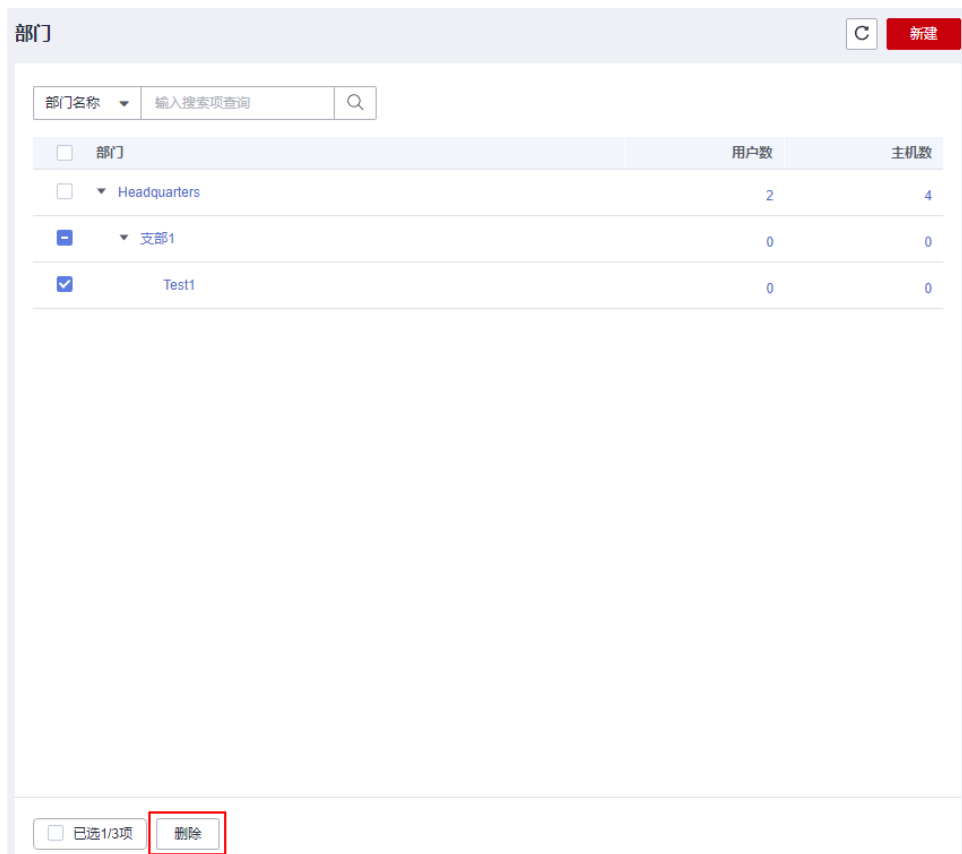 部门
新建
部门名称 输入搜索项查询
部门 用户数 主机数
Headquarters 2 4
支部1 0 0
Test1 0 0
已选1/3项 删除